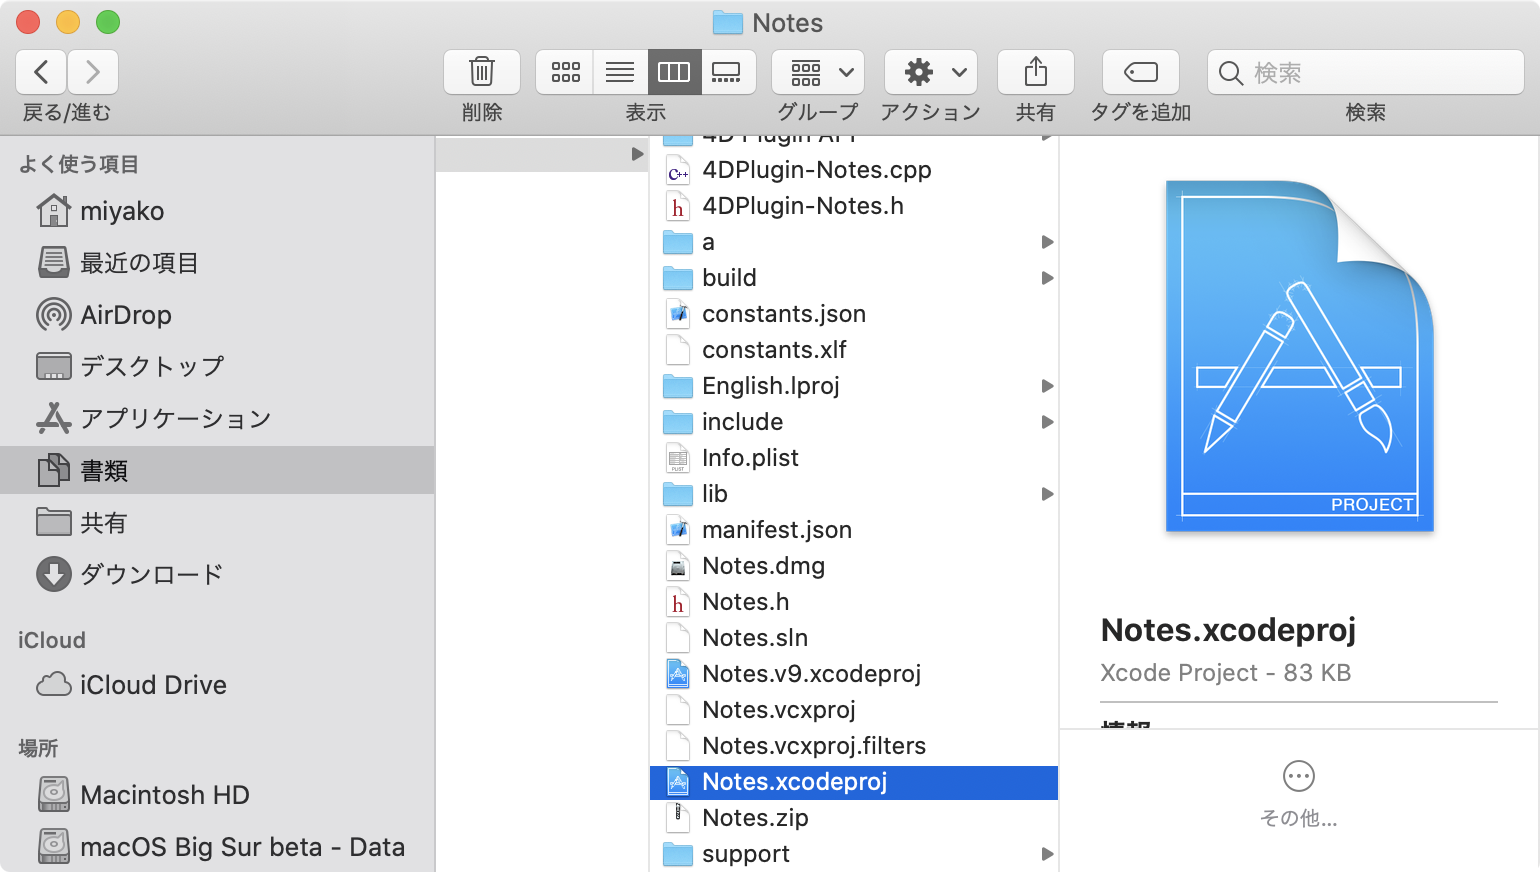 Notes
戻る/進む
削除
表示
グループ
アクション
共有
タグを追加
検索
検索
よく使う項目
miyako
最近の項目
AirDrop
デスクトップ
アプリケーション
書類
共有
ダウンロード
iCloud
iCloud Drive
場所
Macintosh HD
macOS Big Sur beta - Data
4D Plugin API
C++
4DPlugin-Notes.cpp
h
4DPlugin-Notes.h
a
build
constants.json
constants.xlf
English.lproj
include
PLIST
Info.plist
lib
manifest.json
Notes.dmg
h
Notes.h
Notes.sln
Notes.v9.xcodeproj
Notes.vcxproj
Notes.vcxproj.filters
Notes.xcodeproj
Notes.zip
support
PROJECT
Notes.xcodeproj
Xcode Project - 83 KB
情報
その他...